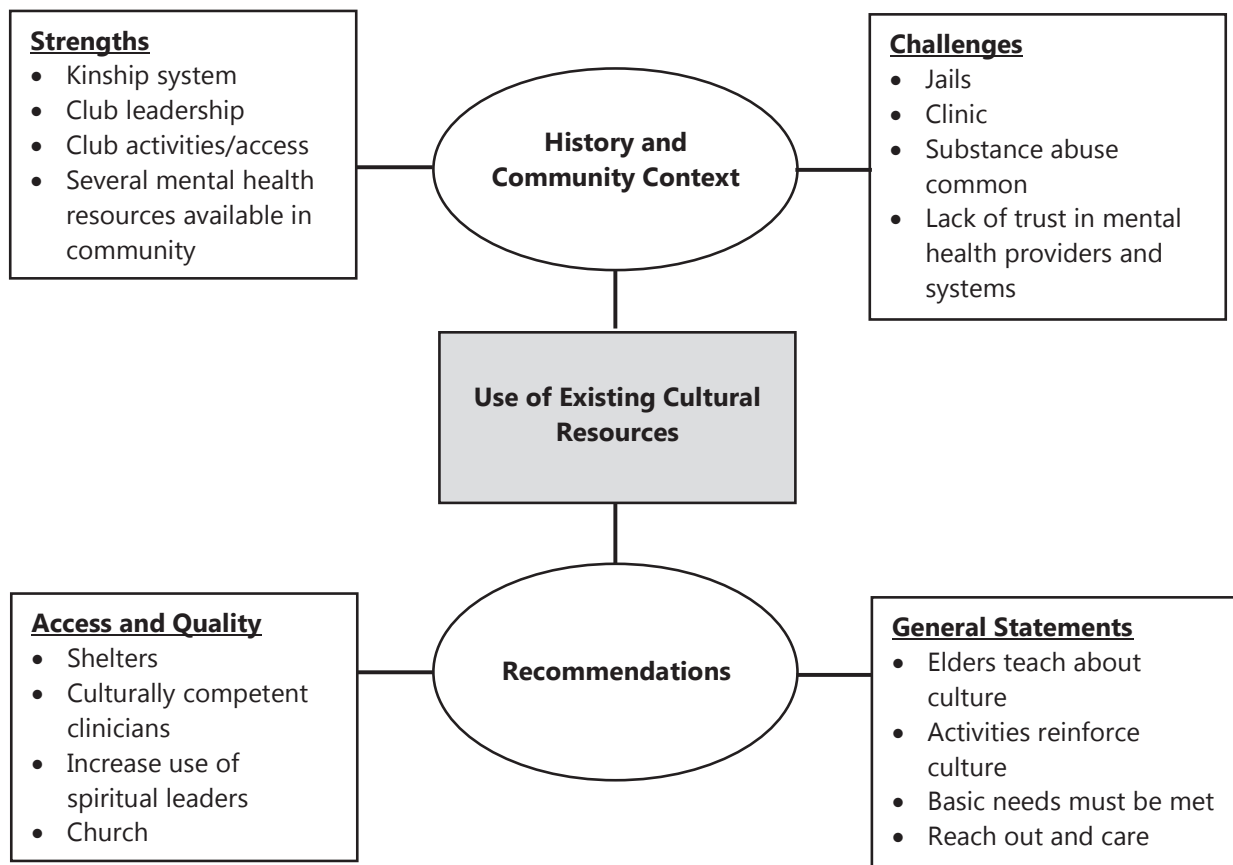 Strengths
• Kinship system
• Club leadership
• Club activities/access
• Several mental health
resources available in
community
History and
Community Context
Challenges
• Jails
• Clinic
• Substance abuse
common
• Lack of trust in mental
health providers and
systems
Use of Existing Cultural
Resources
Access and Quality
• Shelters
• Culturally competent
clinicians
• Increase use of
spiritual leaders
• Church
Recommendations
General Statements
• Elders teach about
culture
• Activities reinforce
culture
• Basic needs must be met
• Reach out and care